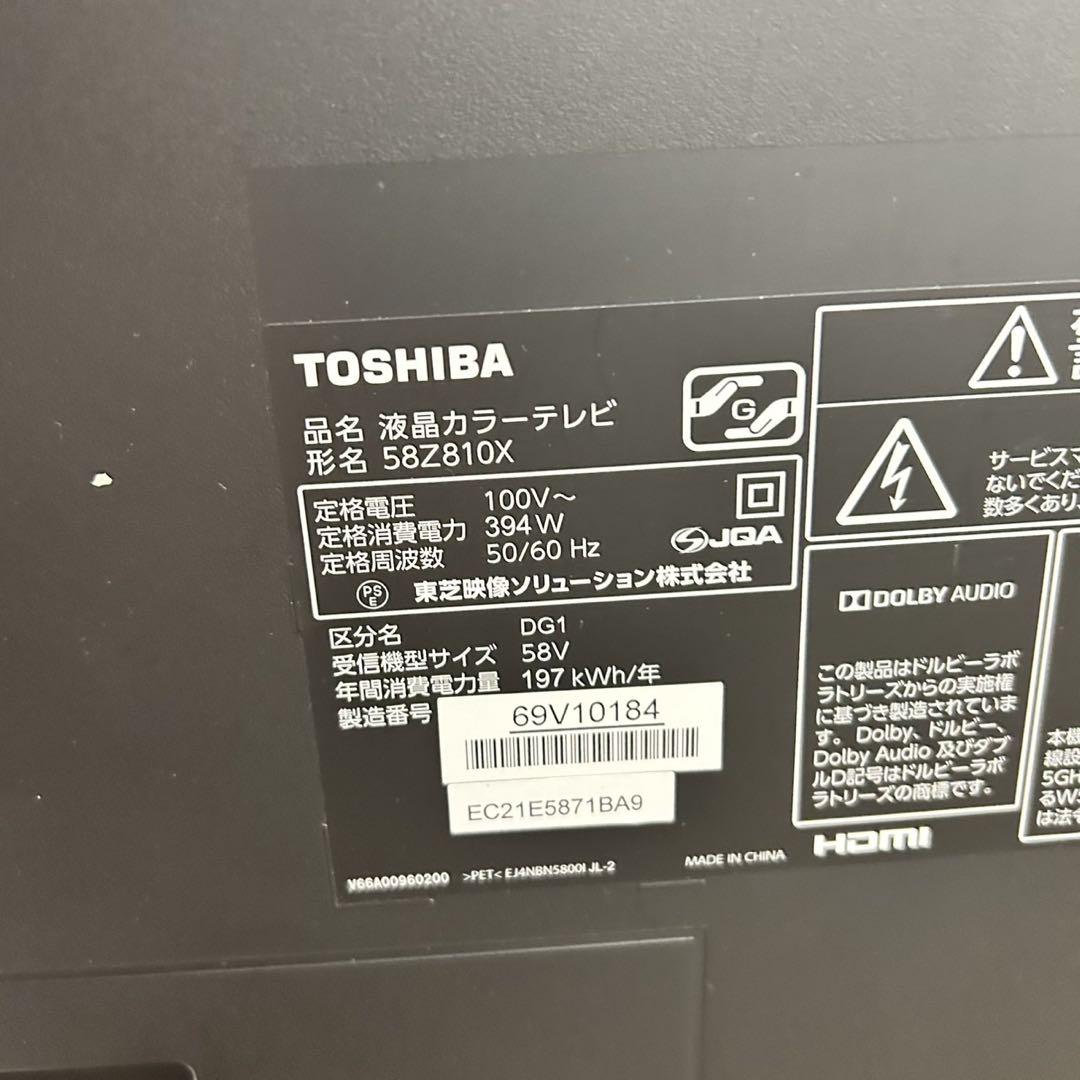 TOSHIBA
品名 液晶カラーテレビ
形名 58Z810X
G
定格電圧 100V～
定格消費電力 394W
定格周波数 50/60 Hz
JQA
PS
E
東芝映像ソリューション株式会社
区分名 DG1
受信機型サイズ 58V
年間消費電力量 197 kWh/年
製造番号 69V10184
EC21E5871BA9
V66A00960200 >PET< EJ4NBN5800I JL-2 MADE IN CHINA
サービスマ
ないでくだ
数多くあり、
DOLBY AUDIO
この製品はドルビーラボ
ラトリーズからの実施権
に基づき製造されていま
す。 Dolby、ドルビー、
Dolby Audio 及びダブ
ルD記号はドルビーラボ
ラトリーズの商標です。
HDMI
本機
線設
5GH
るW5
は法令